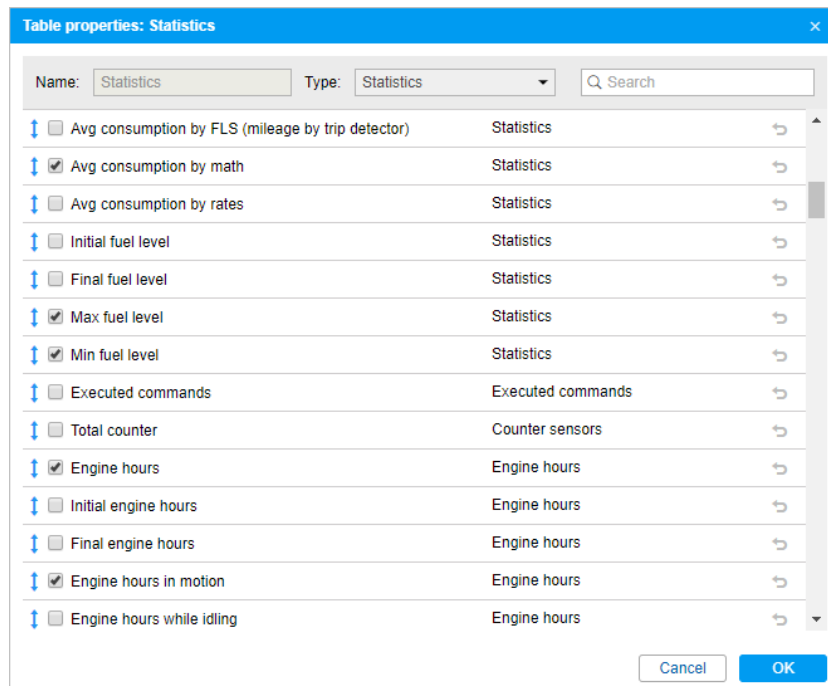 Table properties: Statistics ×
Name: Statistics Type: Statistics Search
Avg consumption by FLS (mileage by trip detector) Statistics
Avg consumption by math Statistics
Avg consumption by rates Statistics
Initial fuel level Statistics
Final fuel level Statistics
Max fuel level Statistics
Min fuel level Statistics
Executed commands Executed commands
Total counter Counter sensors
Engine hours Engine hours
Initial engine hours Engine hours
Final engine hours Engine hours
Engine hours in motion Engine hours
Engine hours while idling Engine hours
Cancel OK